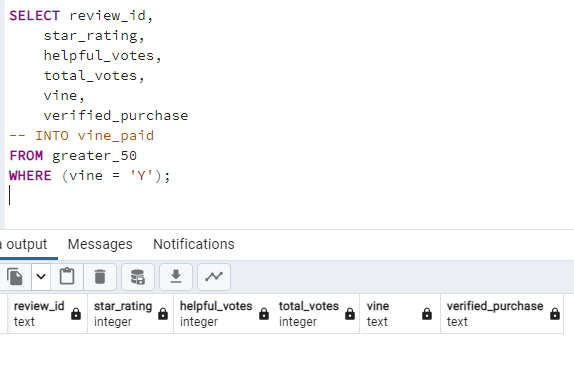 SELECT review_id,
star_rating,
helpful_votes,
total_votes,
vine,
verified_purchase
-- INTO vine_paid
FROM greater_50
WHERE (vine = 'Y');
a output Messages Notifications
review_id star_rating helpful_votes total_votes vine verified_purchase
text integer integer integer text text